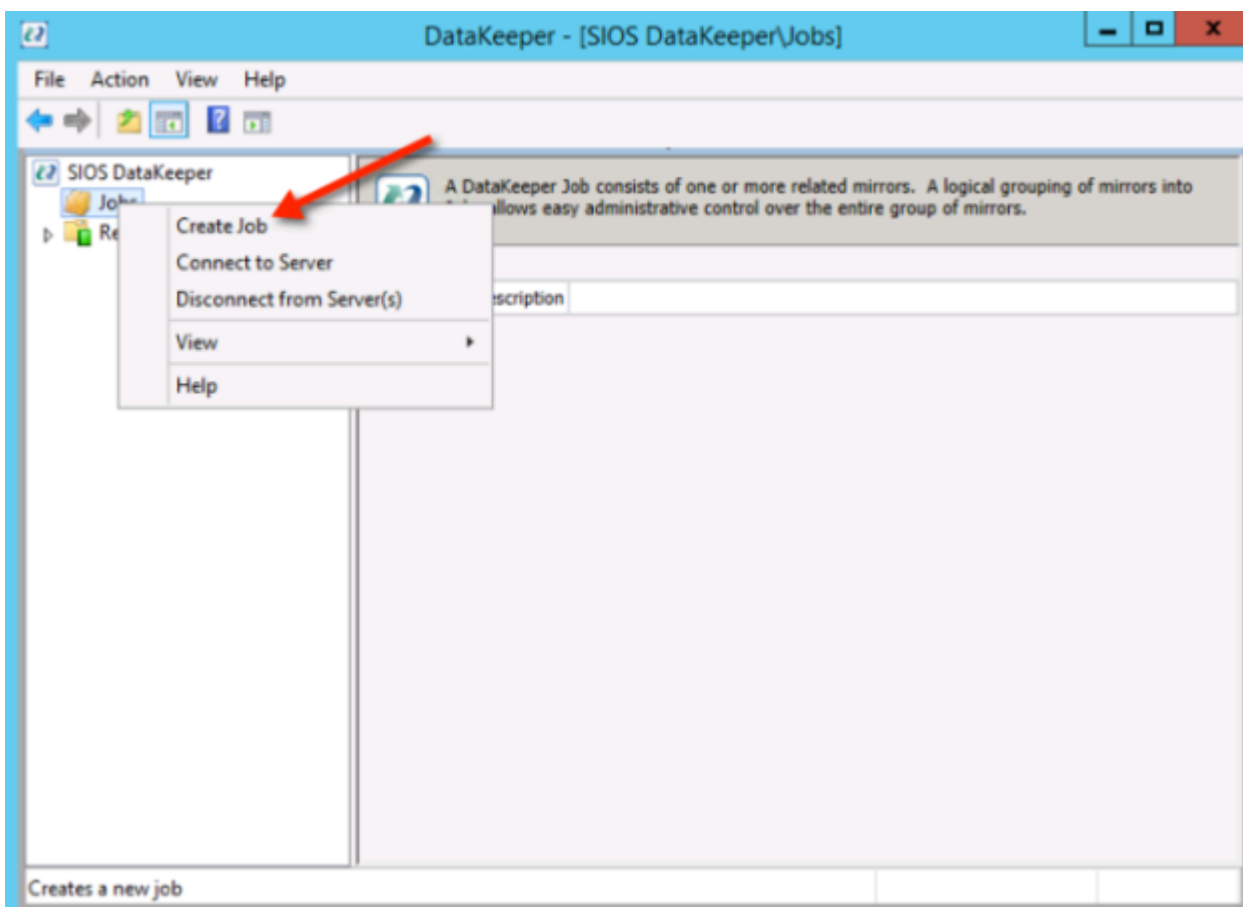 DataKeeper - [SIOS DataKeeper\Jobs]
File Action View Help
SIOS DataKeeper
Jobs
A DataKeeper Job consists of one or more related mirrors. A logical grouping of mirrors into
allows easy administrative control over the entire group of mirrors.
Create Job
Connect to Server
Disconnect from Server(s)
View
Help
Creates a new job